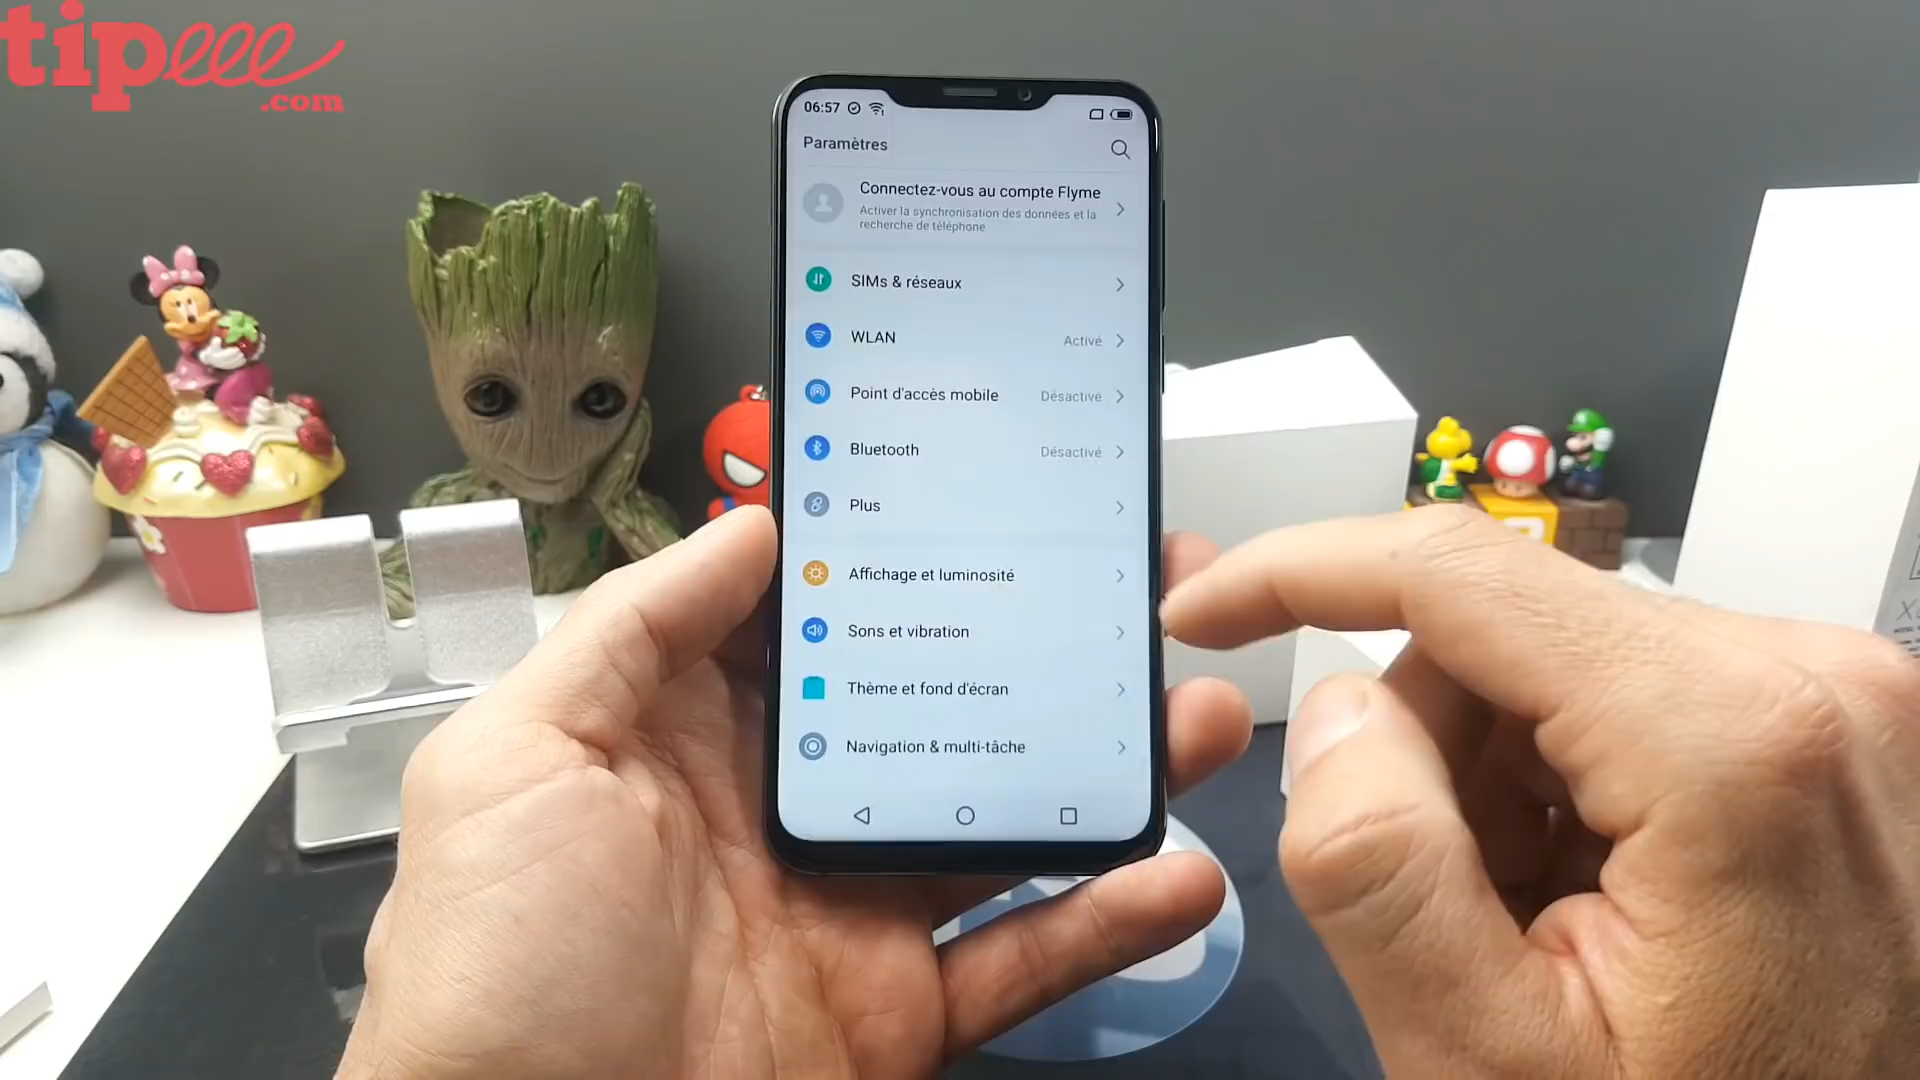 tipeee
.com
06:57
Paramètres
Connectez-vous au compte Flyme
Activer la synchronisation des données et la
recherche de téléphone
SIMs & réseaux
WLAN Activé
Point d'accès mobile Désactivé
Bluetooth Désactivé
Plus
Affichage et luminosité
Sons et vibration
Thème et fond d'écran
Navigation & multi-tâche